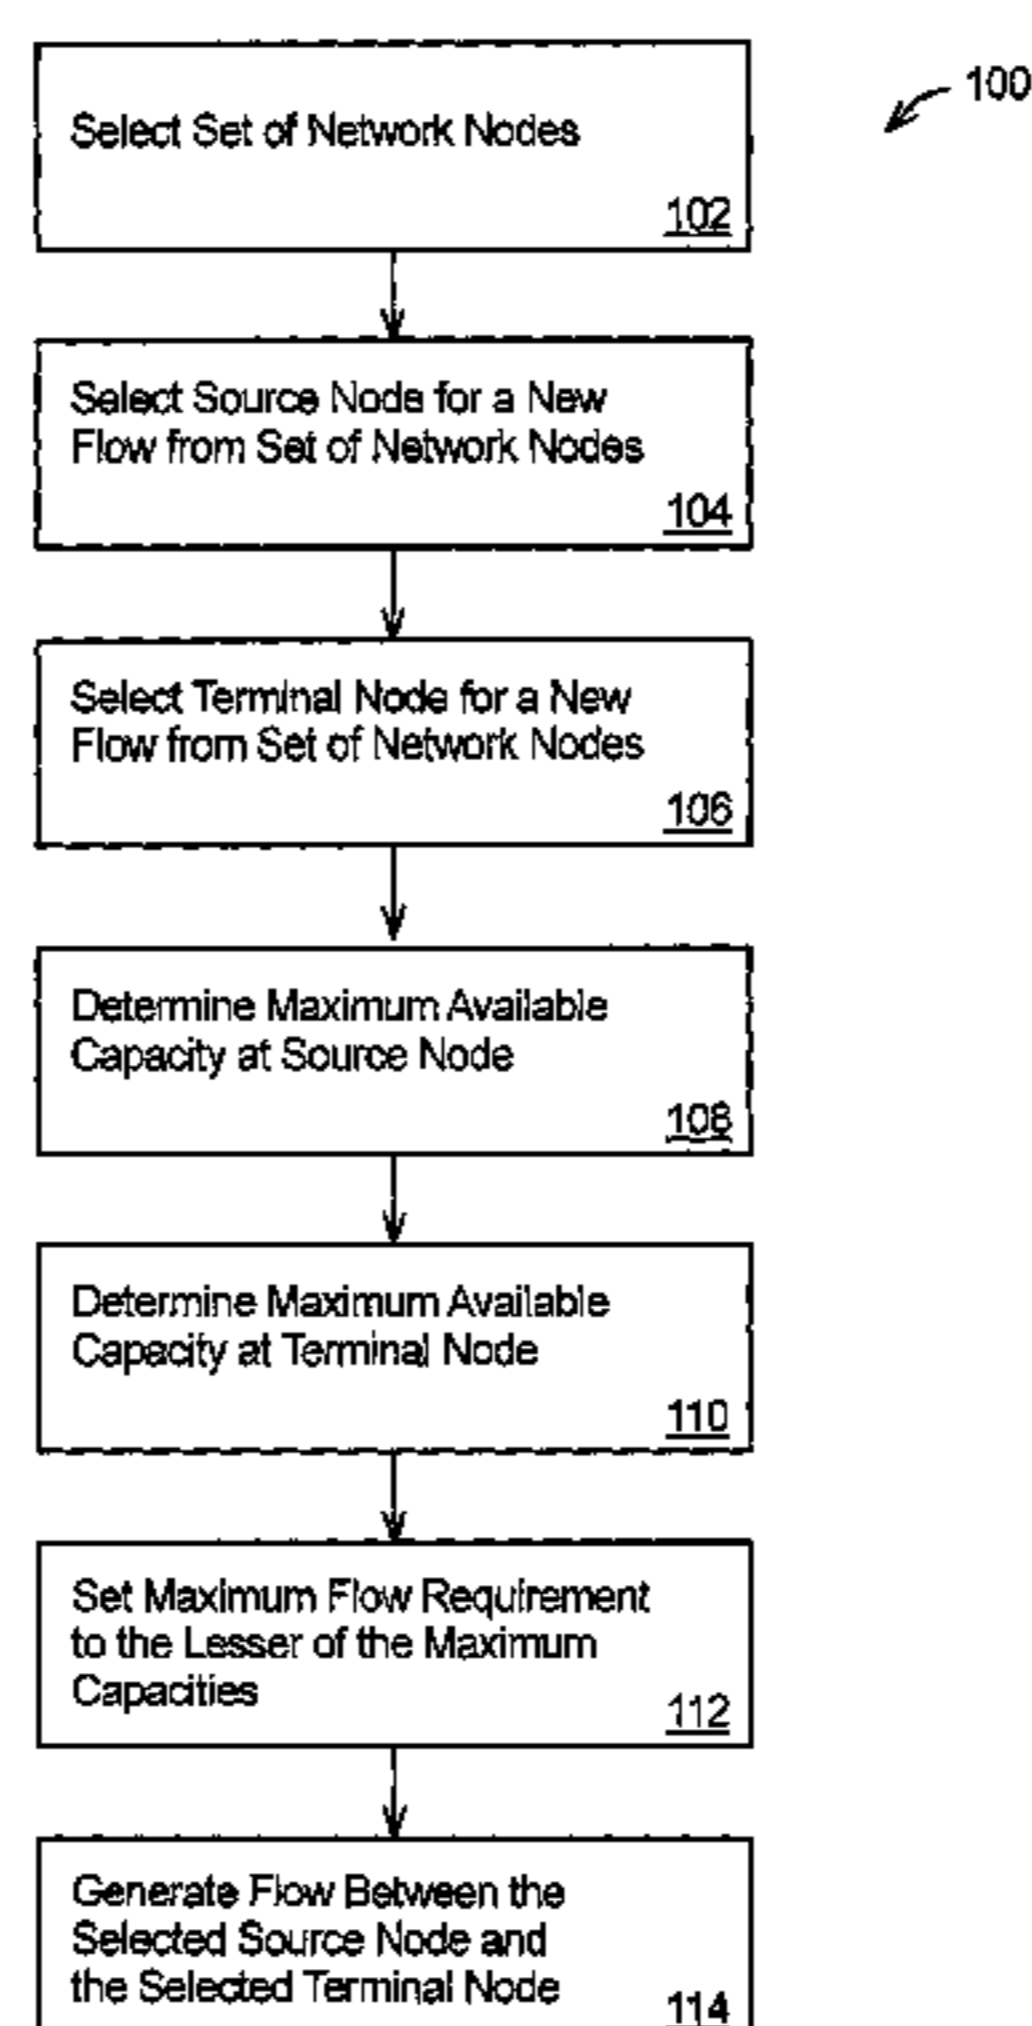 100
Select Set of Network Nodes
102
Select Source Node for a New
Flow from Set of Network Nodes
104
Select Terminal Node for a New
Flow from Set of Network Nodes
106
Determine Maximum Available
Capacity at Source Node
108
Determine Maximum Available
Capacity at Terminal Node
110
Set Maximum Flow Requirement
to the Lesser of the Maximum
Capacities
112
Generate Flow Between the
Selected Source Node and
the Selected Terminal Node
114